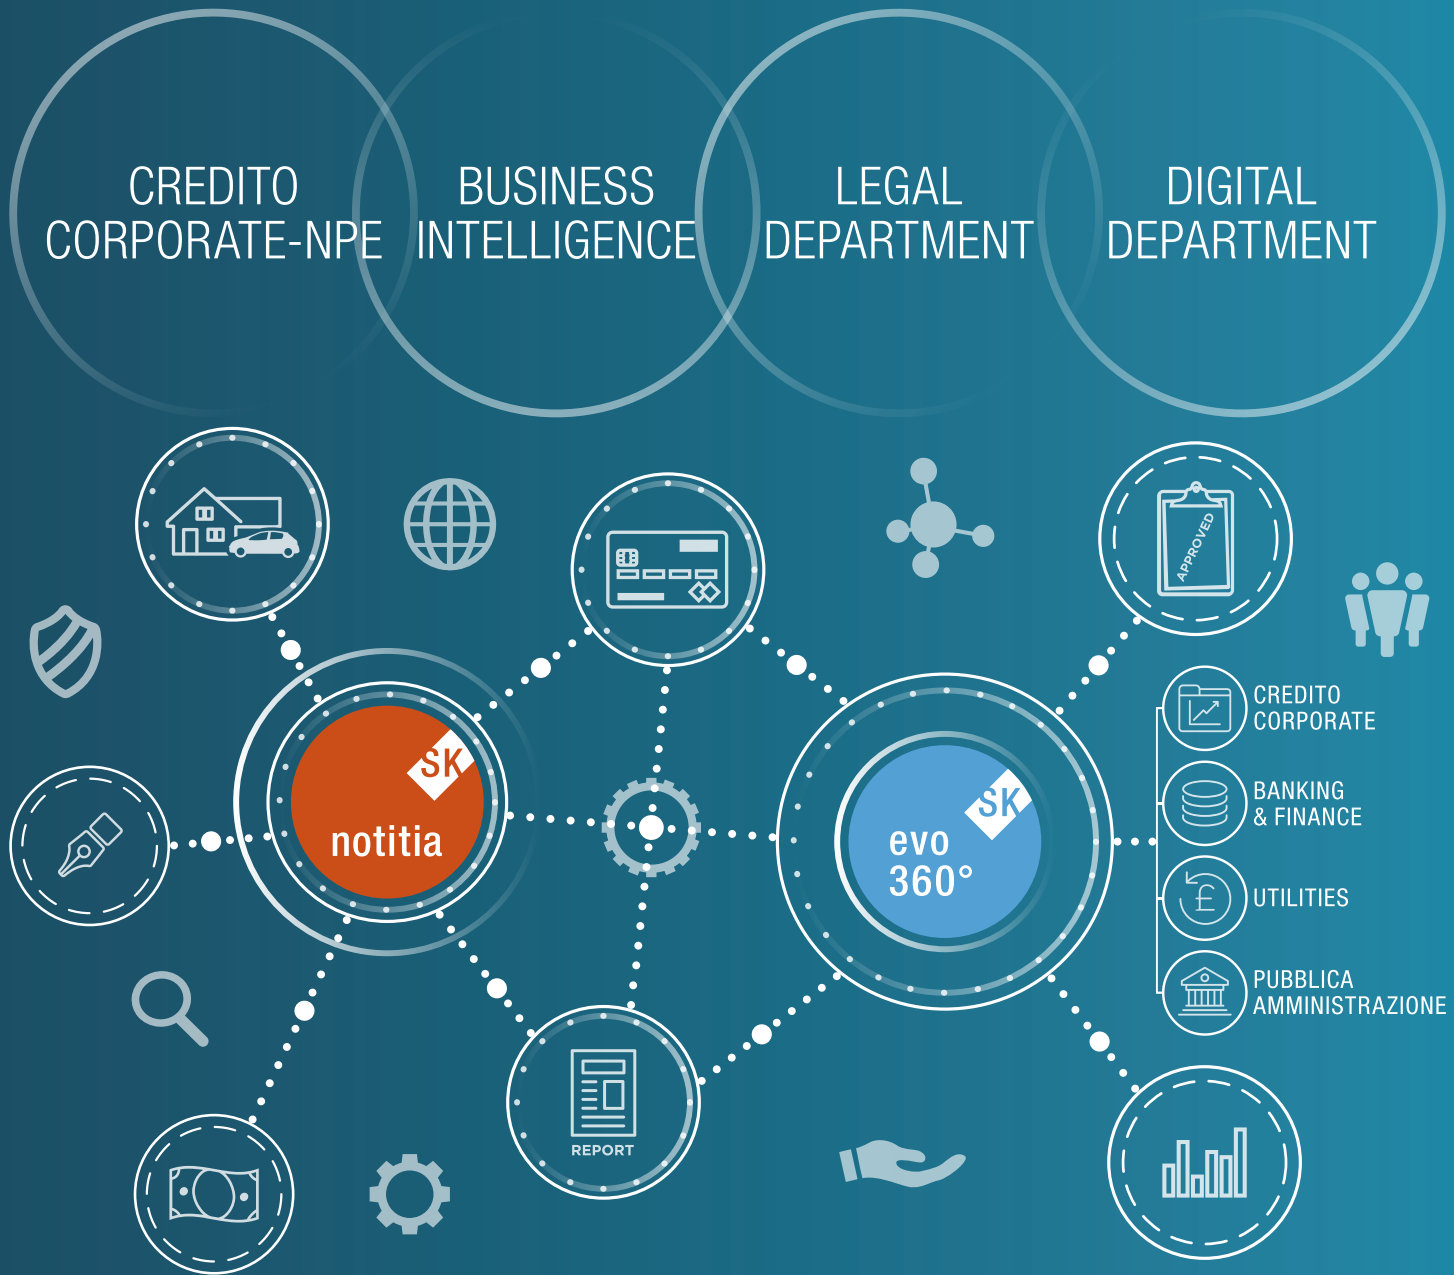 CREDITO
CORPORATE-NPE
BUSINESS
INTELLIGENCE
LEGAL
DEPARTMENT
DIGITAL
DEPARTMENT
APPROVED
SK
notitia
SK
evo
360°
CREDITO
CORPORATE
BANKING
& FINANCE
£
UTILITIES
PUBBLICA
AMMINISTRAZIONE
REPORT